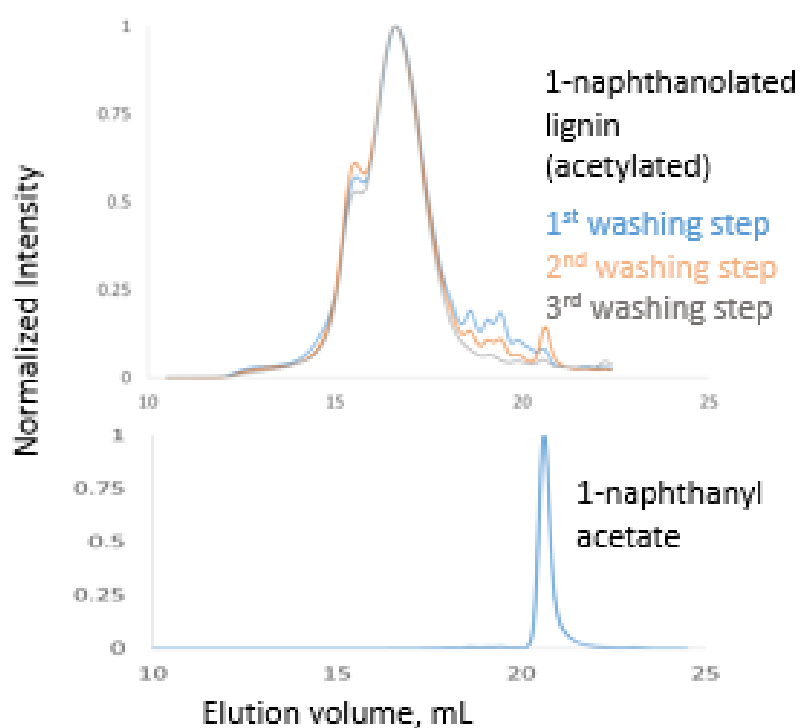 1
0.75
0.5
0.25
0
10
15
20
25
Normalized Intensity
1-naphthanolated
lignin
(acetylated)
1st washing step
2nd washing step
3rd washing step
1
0.75
0.5
0.25
0
10
15
20
25
1-naphthanyl
acetate
Elution volume, mL